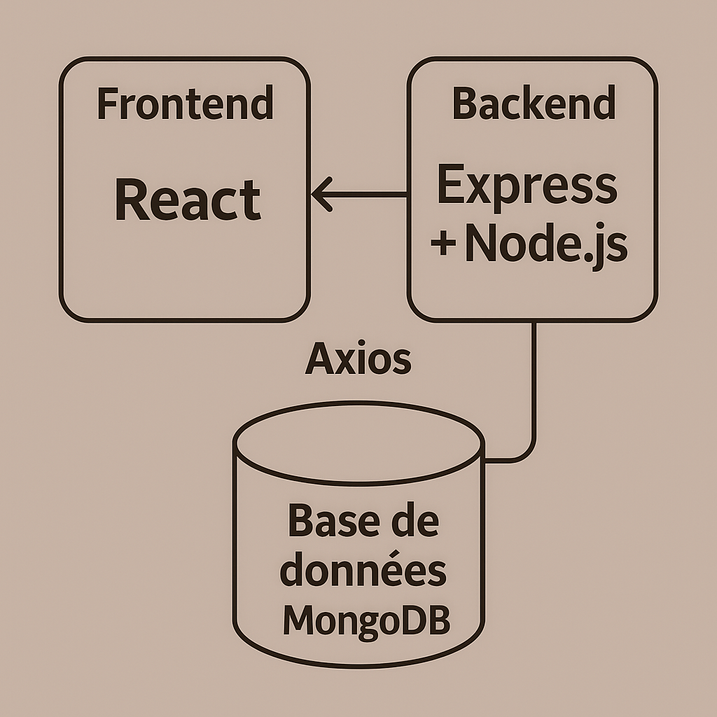 Frontend
React
Backend
Express
+ Node.js
Axios
Base de
données
MongoDB